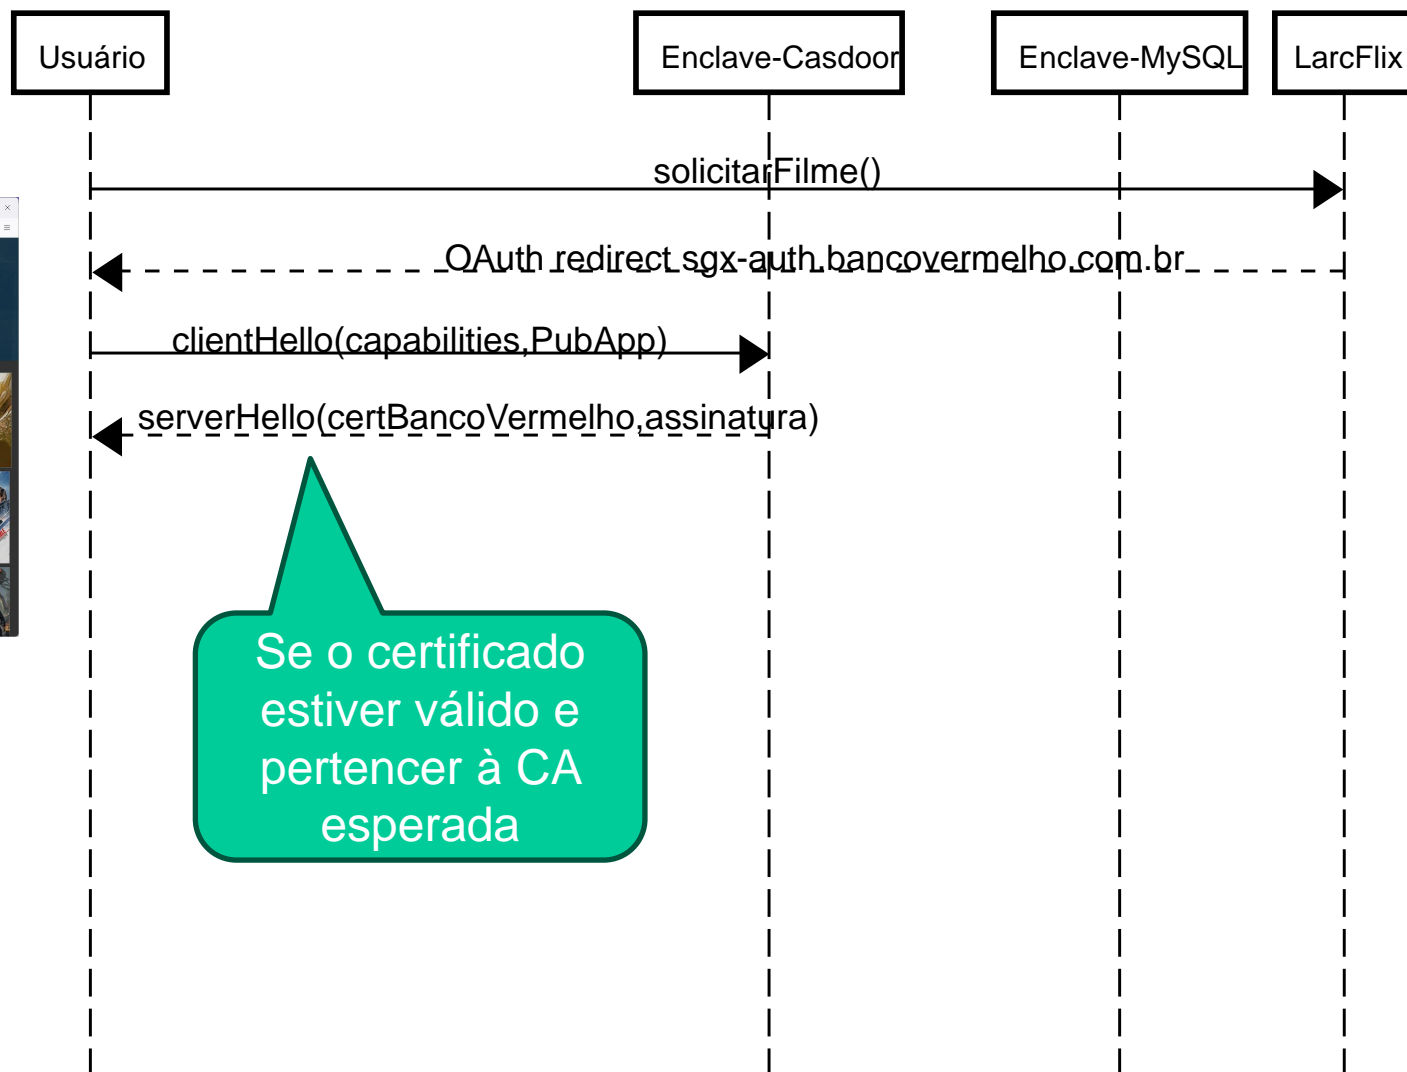 Usuário
Enclave-Casdoor
Enclave-MySQL
LarcFlix
solicitarFilme()
OAuth redirect sgx-auth.bancovermelho.com.br
clientHello(capabilities,PubApp)
serverHello(certBancoVermelho,assinatura)
Se o certificado
estiver válido e
pertencer à CA
esperada